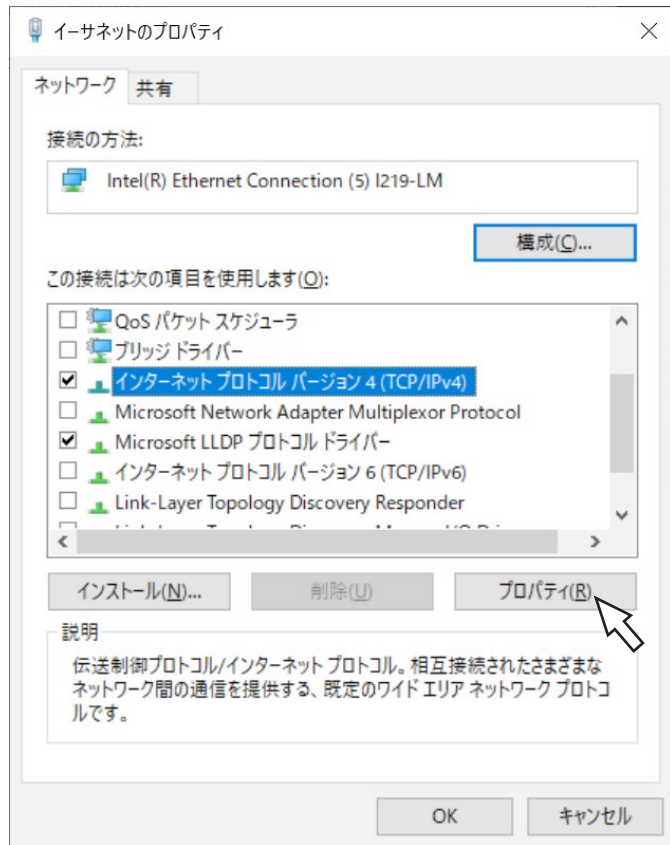 イーサネットのプロパティ
ネットワーク 共有
接続の方法:
Intel(R) Ethernet Connection (5) I219-LM
構成(C)...
この接続は次の項目を使用します(O):
QoS パケット スケジューラ
ブリッジ ドライバー
インターネット プロトコル バージョン 4 (TCP/IPv4)
Microsoft Network Adapter Multiplexor Protocol
Microsoft LLDP プロトコル ドライバー
インターネット プロトコル バージョン 6 (TCP/IPv6)
Link-Layer Topology Discovery Responder
インストール(N)... 削除(U) プロパティ(R)
説明
伝送制御プロトコル/インターネット プロトコル。相互接続されたさまざまな
ネットワーク間の通信を提供する、既定のワイド エリア ネットワーク プロトコ
ルです。
OK キャンセル